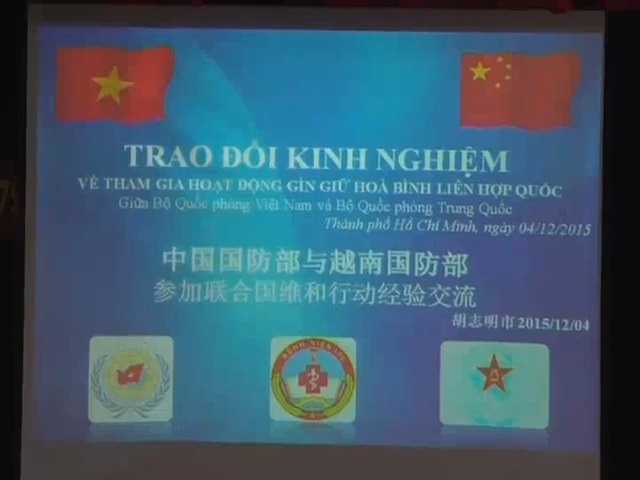 TRAO ĐỔI KINH NGHIỆM
VỀ THAM GIA HOẠT ĐỘNG GÌN GIỮ HOÀ BÌNH LIÊN HỢP QUỐC
Giữa Bộ Quốc phòng Việt Nam và Bộ Quốc phòng Trung Quốc
Thành phố Hồ Chí Minh, ngày 04/12/2015
中国国防部与越南国防部
参加联合国维和行动经验交流
胡志明市 2015/12/04
BỆNH VIỆN 175